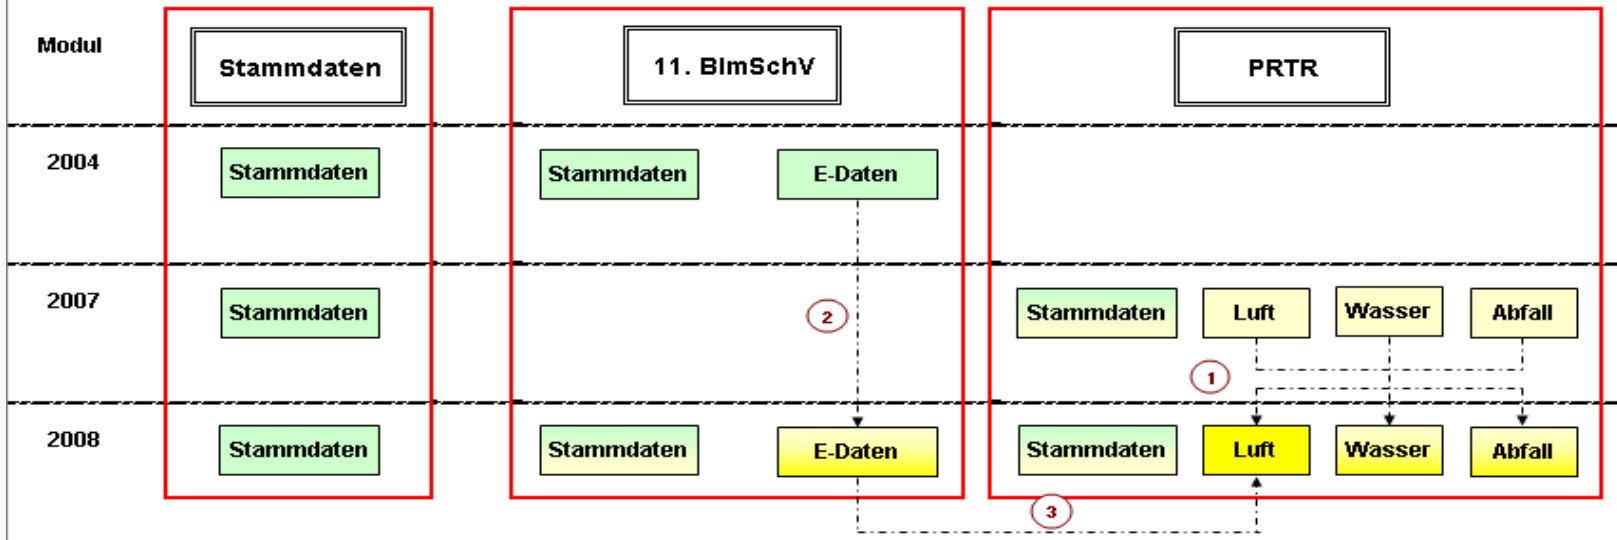 Modul
Stammdaten
11. BImSchV
PRTR
2004
Stammdaten
Stammdaten
E-Daten
2007
Stammdaten
2
Stammdaten
Luft
Wasser
Abfall
1
2008
Stammdaten
Stammdaten
E-Daten
Stammdaten
Luft
Wasser
Abfall
3